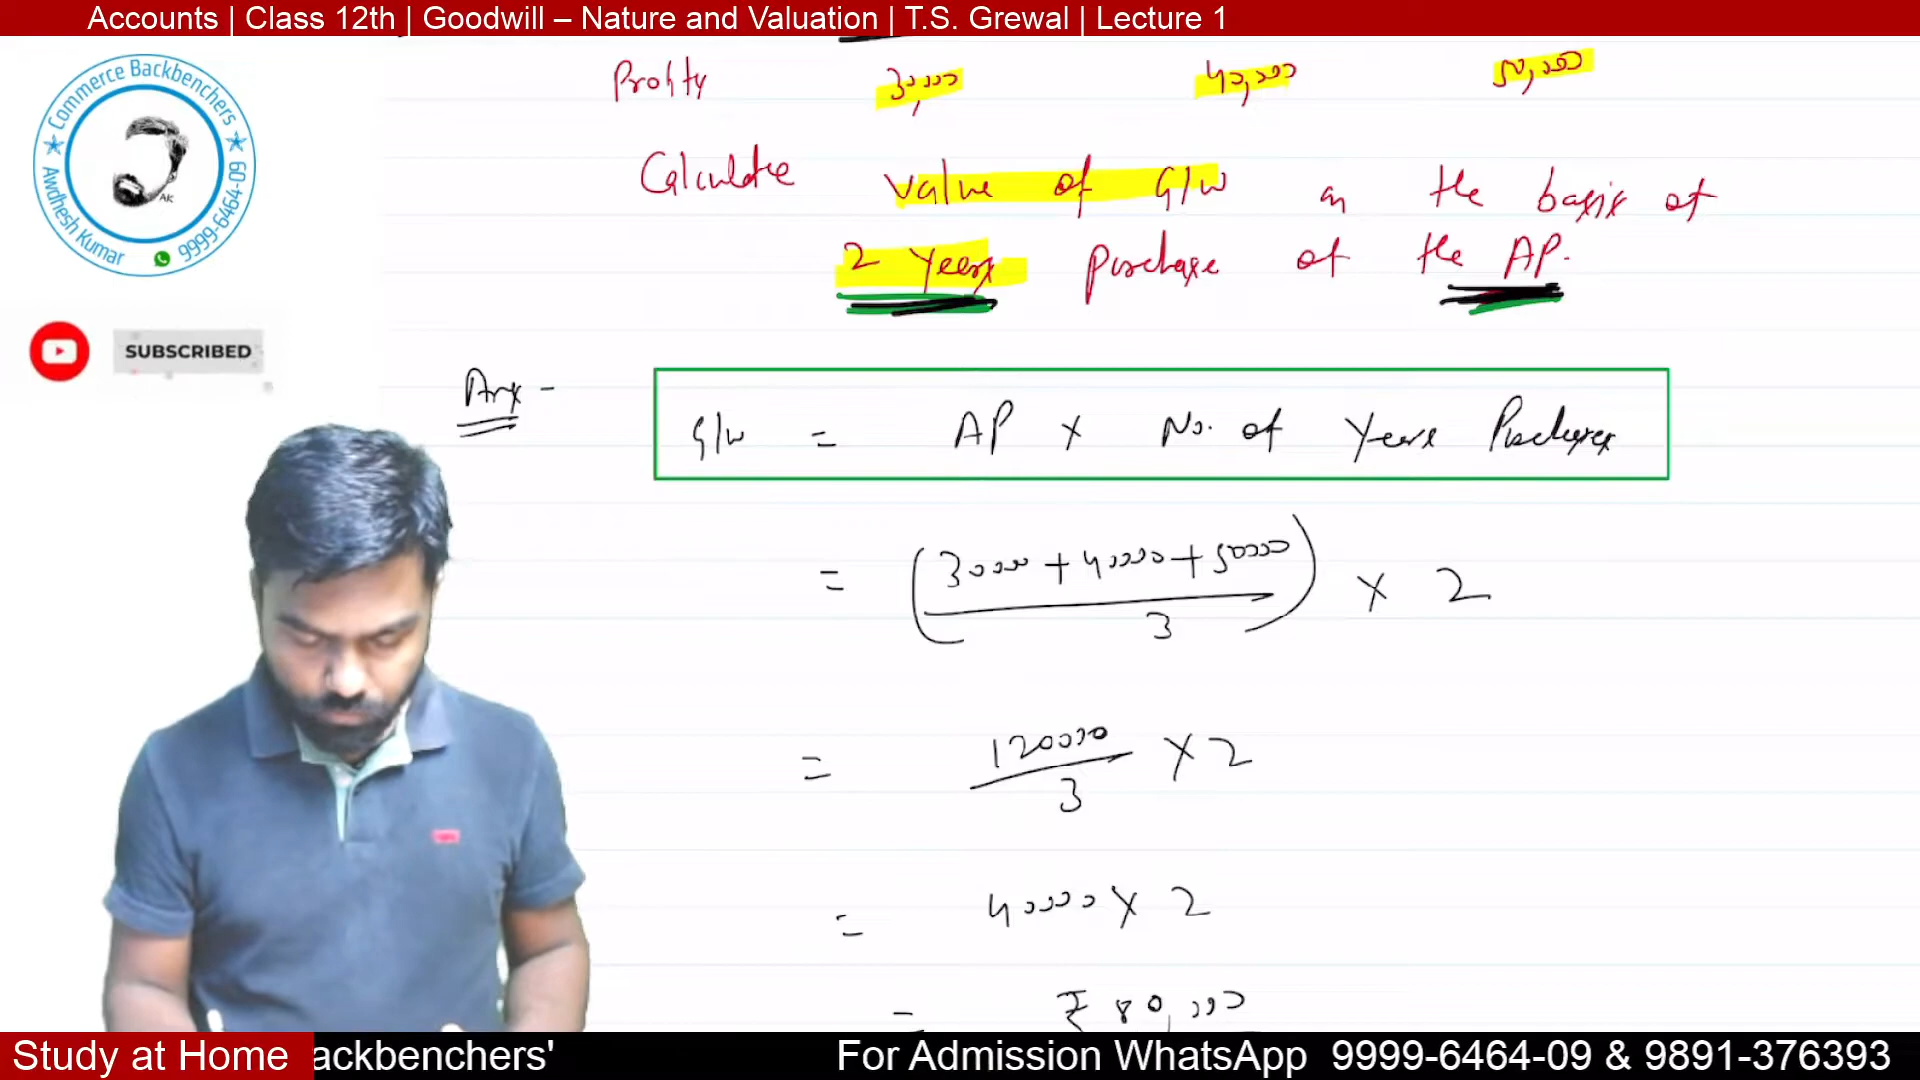 Accounts | Class 12th | Goodwill – Nature and Valuation | T.S. Grewal | Lecture 1
Commerce Backbenchers
AK
Awdhesh Kumar 9999-6464-09
SUBSCRIBED
Profits 30,000 40,000 50,000
Calculate value of G/w on the basis of
2 Years purchase of the AP.
Ans -
G/w = AP x No. of Years Purchases
= (30000 + 40000 + 50000 / 3) x 2
= 120000 / 3 x 2
= 40000 x 2
= ₹ 80,000
Study at Home ackbenchers' For Admission WhatsApp 9999-6464-09 & 9891-376393